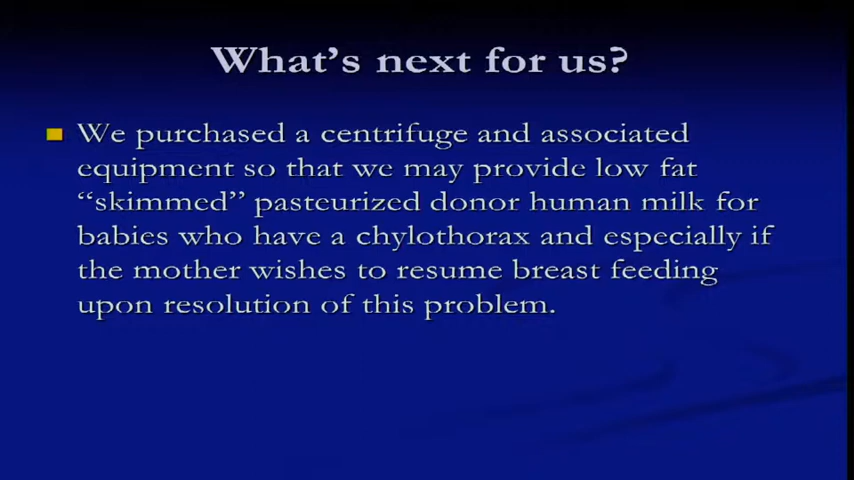 What's next for us?
We purchased a centrifuge and associated
equipment so that we may provide low fat
“skimmed” pasteurized donor human milk for
babies who have a chylothorax and especially if
the mother wishes to resume breast feeding
upon resolution of this problem.